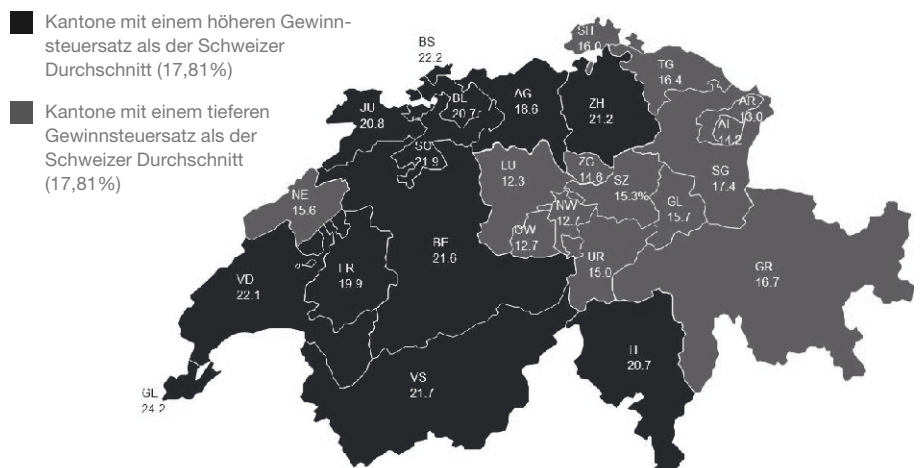 Kantone mit einem höheren Gewinn-
steuersatz als der Schweizer
Durchschnitt (17,81%)
Kantone mit einem tieferen
Gewinnsteuersatz als der
Schweizer Durchschnitt
(17,81%)
SH
16.0
BS
22.2
TG
16.4
JU
20.8
BL
20.7
AG
18.6
ZH
21.2
AR
13.0
AI
14.2
SO
21.9
LU
12.3
ZG
14.6
SZ
15.3%
SG
17.4
NE
15.6
NW
12.7
GL
15.7
OW
12.7
BE
21.6
UR
15.0
GR
16.7
VD
22.1
FR
19.9
VS
21.7
TI
20.7
GE
24.2